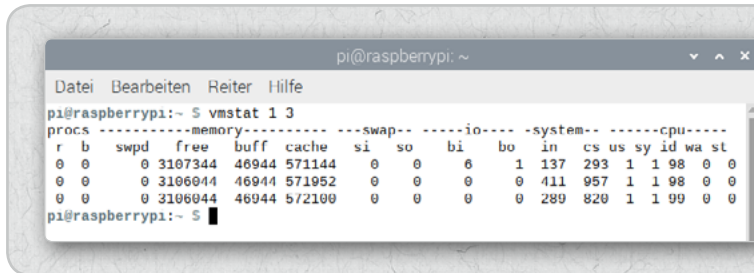 pi@raspberrypi: ~
Datei Bearbeiten Reiter Hilfe
pi@raspberrypi:~ $ vmstat 1 3
procs -----------memory---------- ---swap-- -----io---- -system-- ------cpu-----
 r  b   swpd   free   buff  cache   si   so    bi    bo   in   cs us sy id wa st
 0  0      0 3107344  46944 571144    0    0     6     1  137  293  1  1 98  0  0
 0  0      0 3106044  46944 571952    0    0     0     0  411  957  1  1 98  0  0
 0  0      0 3106044  46944 572100    0    0     0     0  289  820  1  1 99  0  0
pi@raspberrypi:~ $